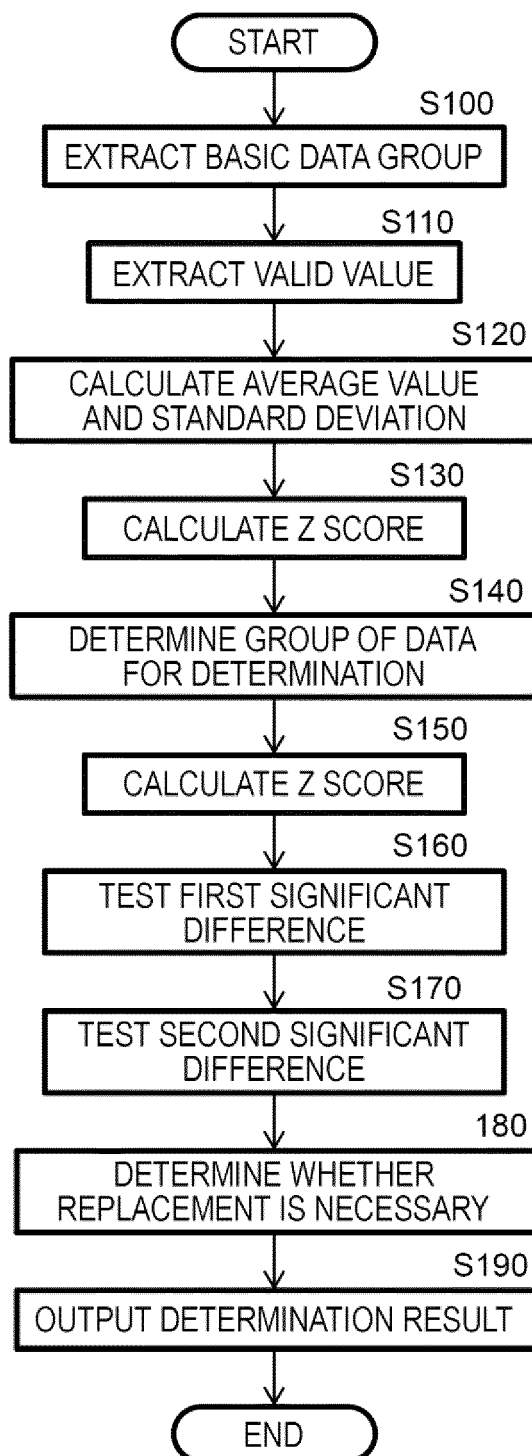 START
S100
EXTRACT BASIC DATA GROUP
S110
EXTRACT VALID VALUE
S120
CALCULATE AVERAGE VALUE
AND STANDARD DEVIATION
S130
CALCULATE Z SCORE
S140
DETERMINE GROUP OF DATA
FOR DETERMINATION
S150
CALCULATE Z SCORE
S160
TEST FIRST SIGNIFICANT
DIFFERENCE
S170
TEST SECOND SIGNIFICANT
DIFFERENCE
180
DETERMINE WHETHER
REPLACEMENT IS NECESSARY
S190
OUTPUT DETERMINATION RESULT
END